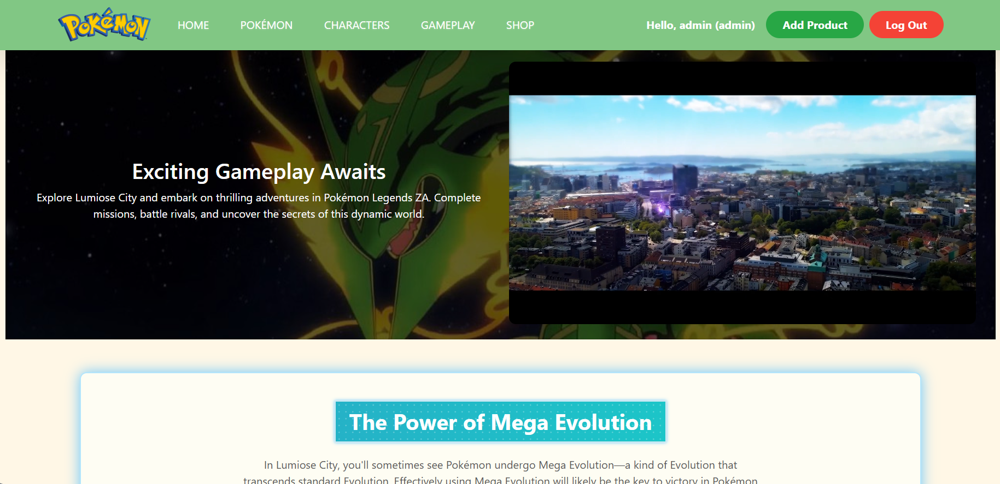 POKÉMON
HOME
POKÉMON
CHARACTERS
GAMEPLAY
SHOP
Hello, admin (admin)
Add Product
Log Out
Exciting Gameplay Awaits
Explore Lumiose City and embark on thrilling adventures in Pokémon Legends ZA. Complete
missions, battle rivals, and uncover the secrets of this dynamic world.
The Power of Mega Evolution
In Lumiose City, you'll sometimes see Pokémon undergo Mega Evolution—a kind of Evolution that
transcends standard Evolution. Effectively using Mega Evolution will likely be the key to victory in Pokémon